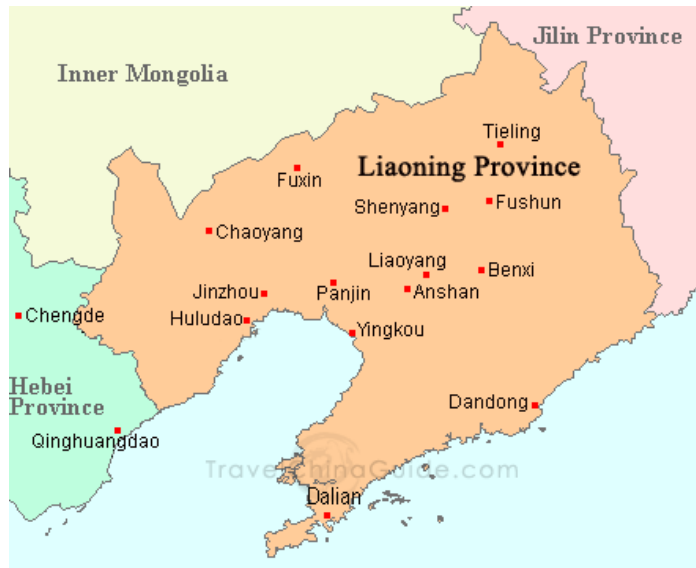 Jilin Province
Inner Mongolia
Tieling
Liaoning Province
Fuxin
Shenyang
Fushun
Chaoyang
Liaoyang
Benxi
Jinzhou
Panjin
Anshan
Chengde
Huludao
Yingkou
Hebei
Province
Dandong
Qinghuangdao
TravelChinaGuide.com
Dalian